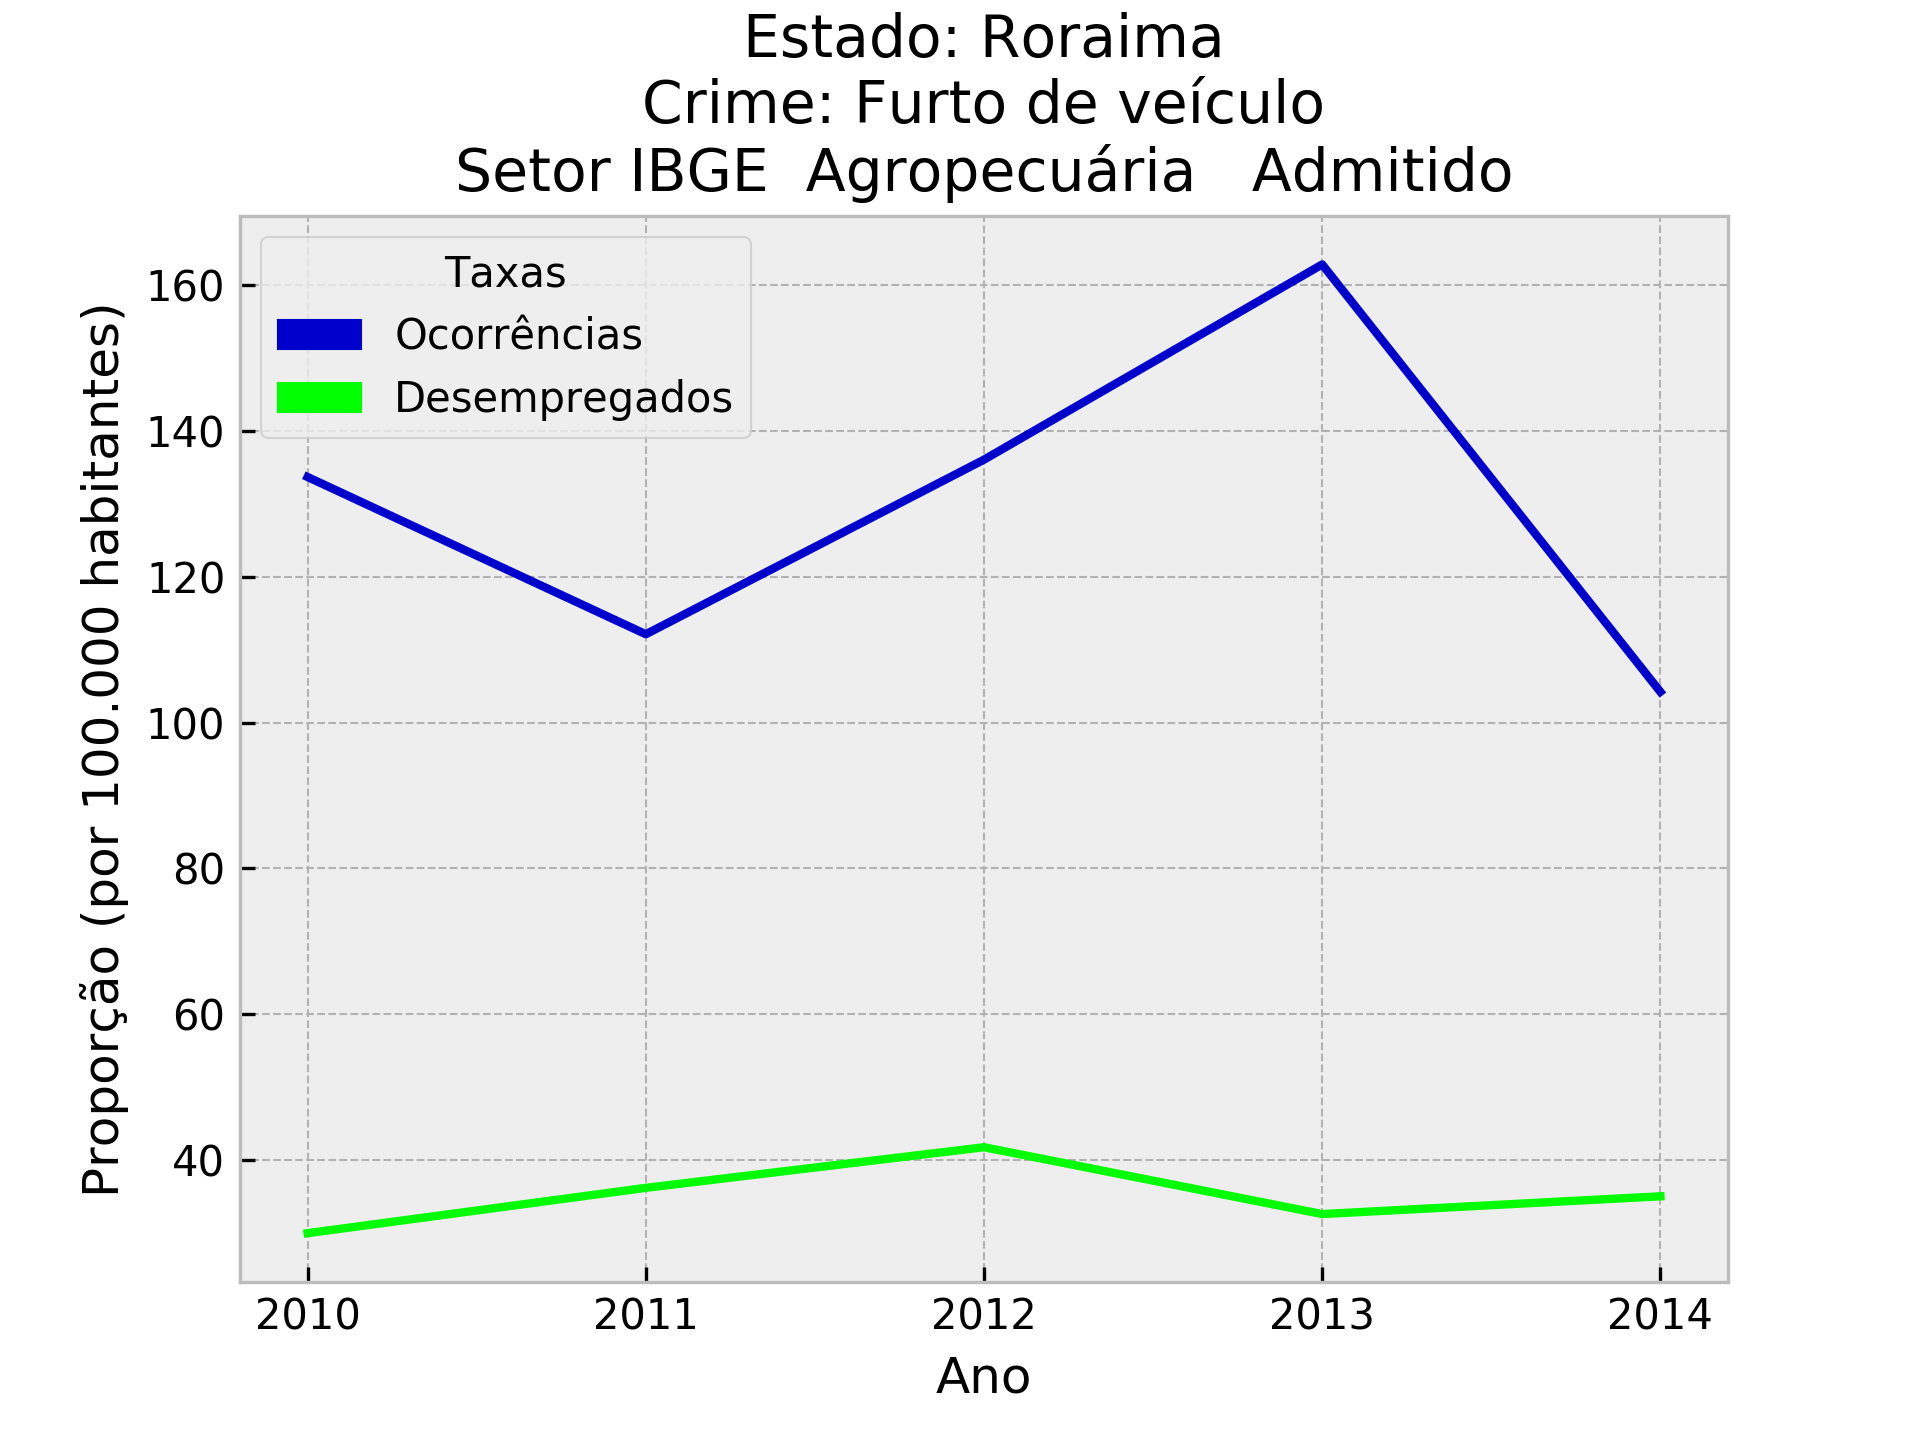 Estado: Roraima
Crime: Furto de veículo
Setor IBGE  Agropecuária   Admitido
Taxas
Ocorrências
Desempregados
Proporção (por 100.000 habitantes)
160
140
120
100
80
60
40
2010 2011 2012 2013 2014
Ano